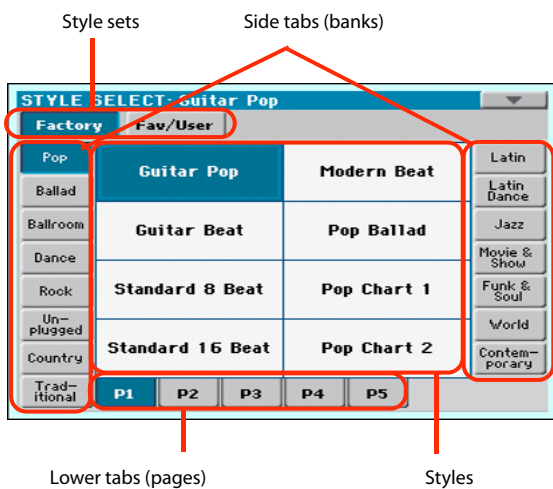 Style sets
Side tabs (banks)
STYLE SELECT: Guitar Pop
Factory
Fav/User
Pop
Ballad
Ballroom
Dance
Rock
Un-
plugged
Country
Trad-
itional
Guitar Pop
Modern Beat
Guitar Beat
Pop Ballad
Standard 8 Beat
Pop Chart 1
Standard 16 Beat
Pop Chart 2
Latin
Latin
Dance
Jazz
Movie &
Show
Funk &
Soul
World
Contem-
porary
P1
P2
P3
P4
P5
Lower tabs (pages)
Styles